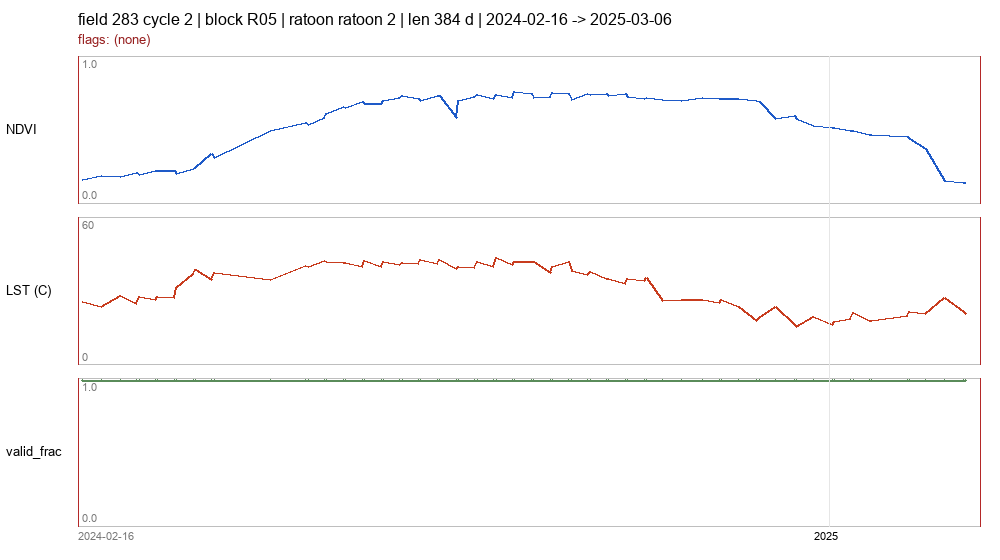 field 283 cycle 2 | block R05 | ratoon ratoon 2 | len 384 d | 2024-02-16 -> 2025-03-06
flags: (none)
1.0
NDVI
0.0
60
LST (C)
0
1.0
valid_frac
0.0
2024-02-16
2025